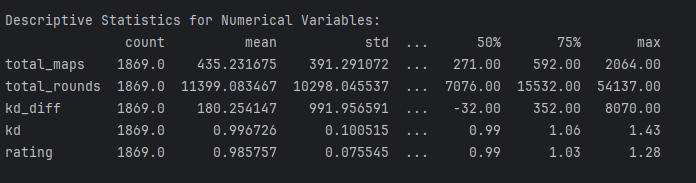 Descriptive Statistics for Numerical Variables:
count mean std ... 50% 75% max
total_maps 1869.0 435.231675 391.291072 ... 271.00 592.00 2064.00
total_rounds 1869.0 11399.083467 10298.045537 ... 7076.00 15532.00 54137.00
kd_diff 1869.0 180.254147 991.956591 ... -32.00 352.00 8070.00
kd 1869.0 0.996726 0.100515 ... 0.99 1.06 1.43
rating 1869.0 0.985757 0.075545 ... 0.99 1.03 1.28